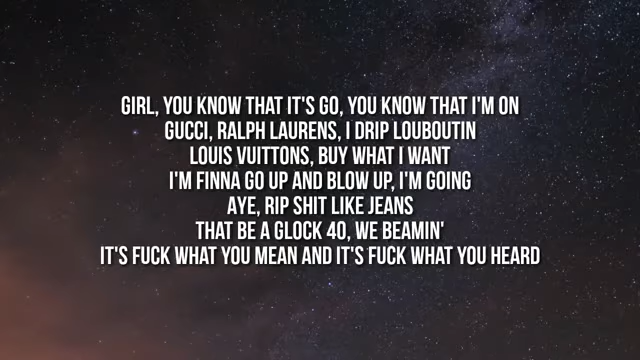 GIRL, YOU KNOW THAT IT'S GO, YOU KNOW THAT I'M ON
GUCCI, RALPH LAURENS, I DRIP LOUBOUTIN
LOUIS VUITTONS, BUY WHAT I WANT
I'M FINNA GO UP AND BLOW UP, I'M GOING
AYE, RIP SHIT LIKE JEANS
THAT BE A GLOCK 40, WE BEAMIN'
IT'S FUCK WHAT YOU MEAN AND IT'S FUCK WHAT YOU HEARD